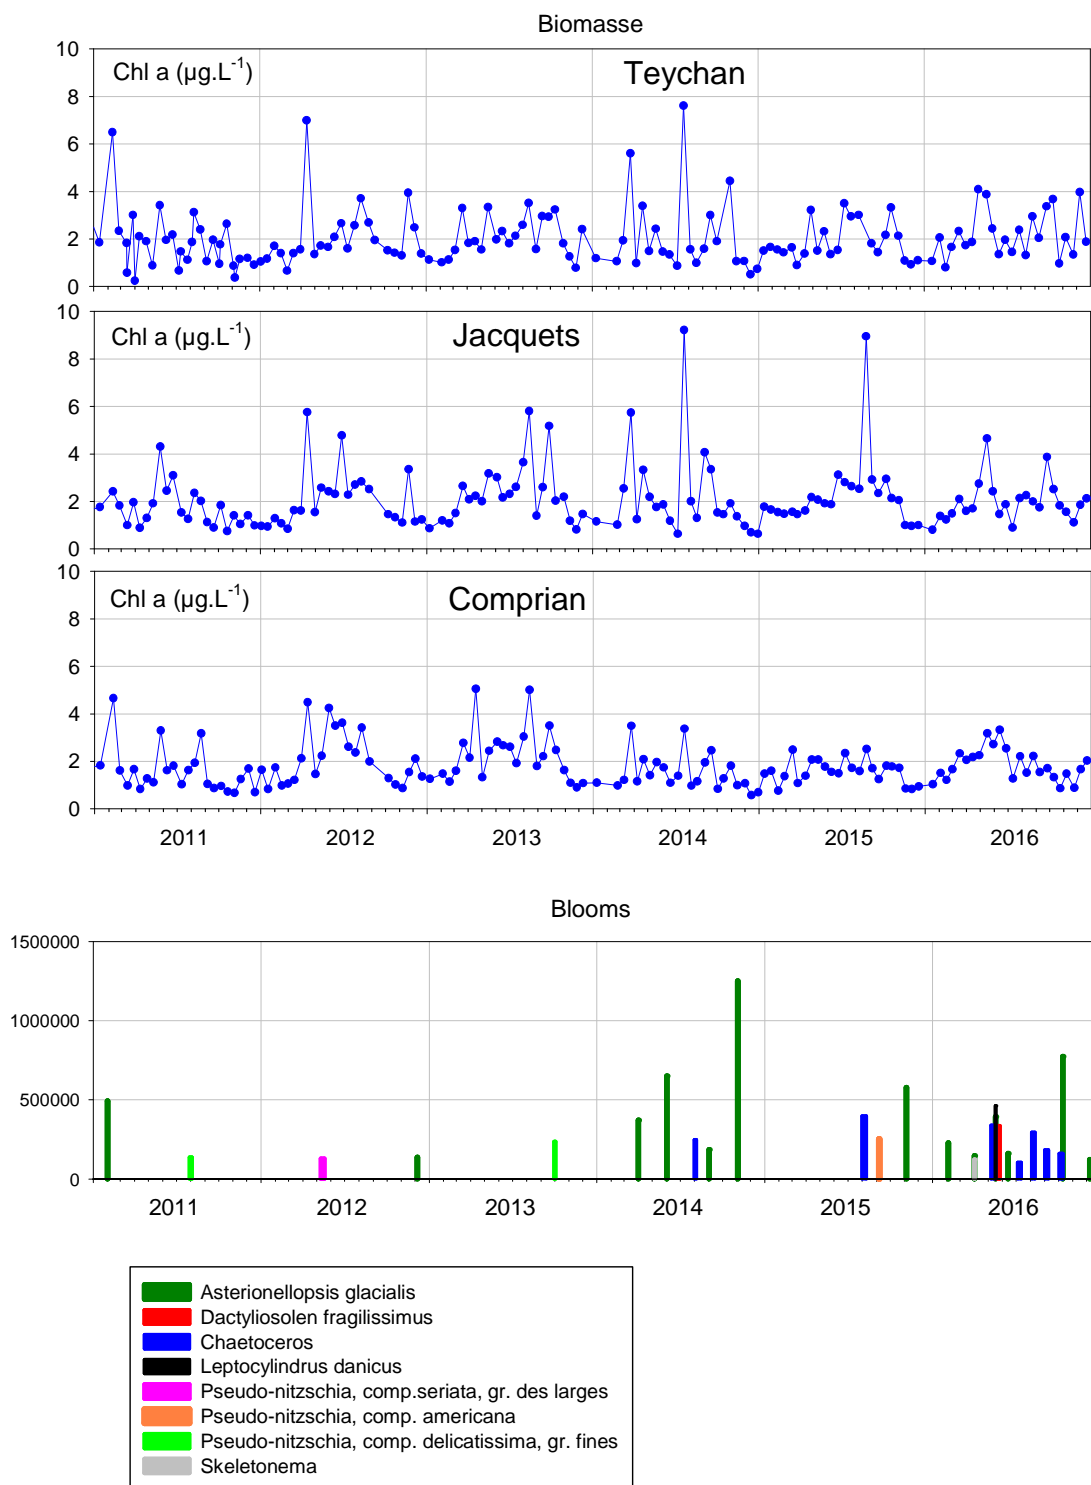 Biomasse
10
8
6
4
2
0
Chl a (µg.L⁻¹)
Teychan
10
8
6
4
2
0
Chl a (µg.L⁻¹)
Jacquets
10
8
6
4
2
0
Chl a (µg.L⁻¹)
Comprian
2011 2012 2013 2014 2015 2016
Blooms
1500000
1000000
500000
0
2011 2012 2013 2014 2015 2016
Asterionellopsis glacialis
Dactyliosolen fragilissimus
Chaetoceros
Leptocylindrus danicus
Pseudo-nitzschia, comp.seriata, gr. des larges
Pseudo-nitzschia, comp. americana
Pseudo-nitzschia, comp. delicatissima, gr. fines
Skeletonema